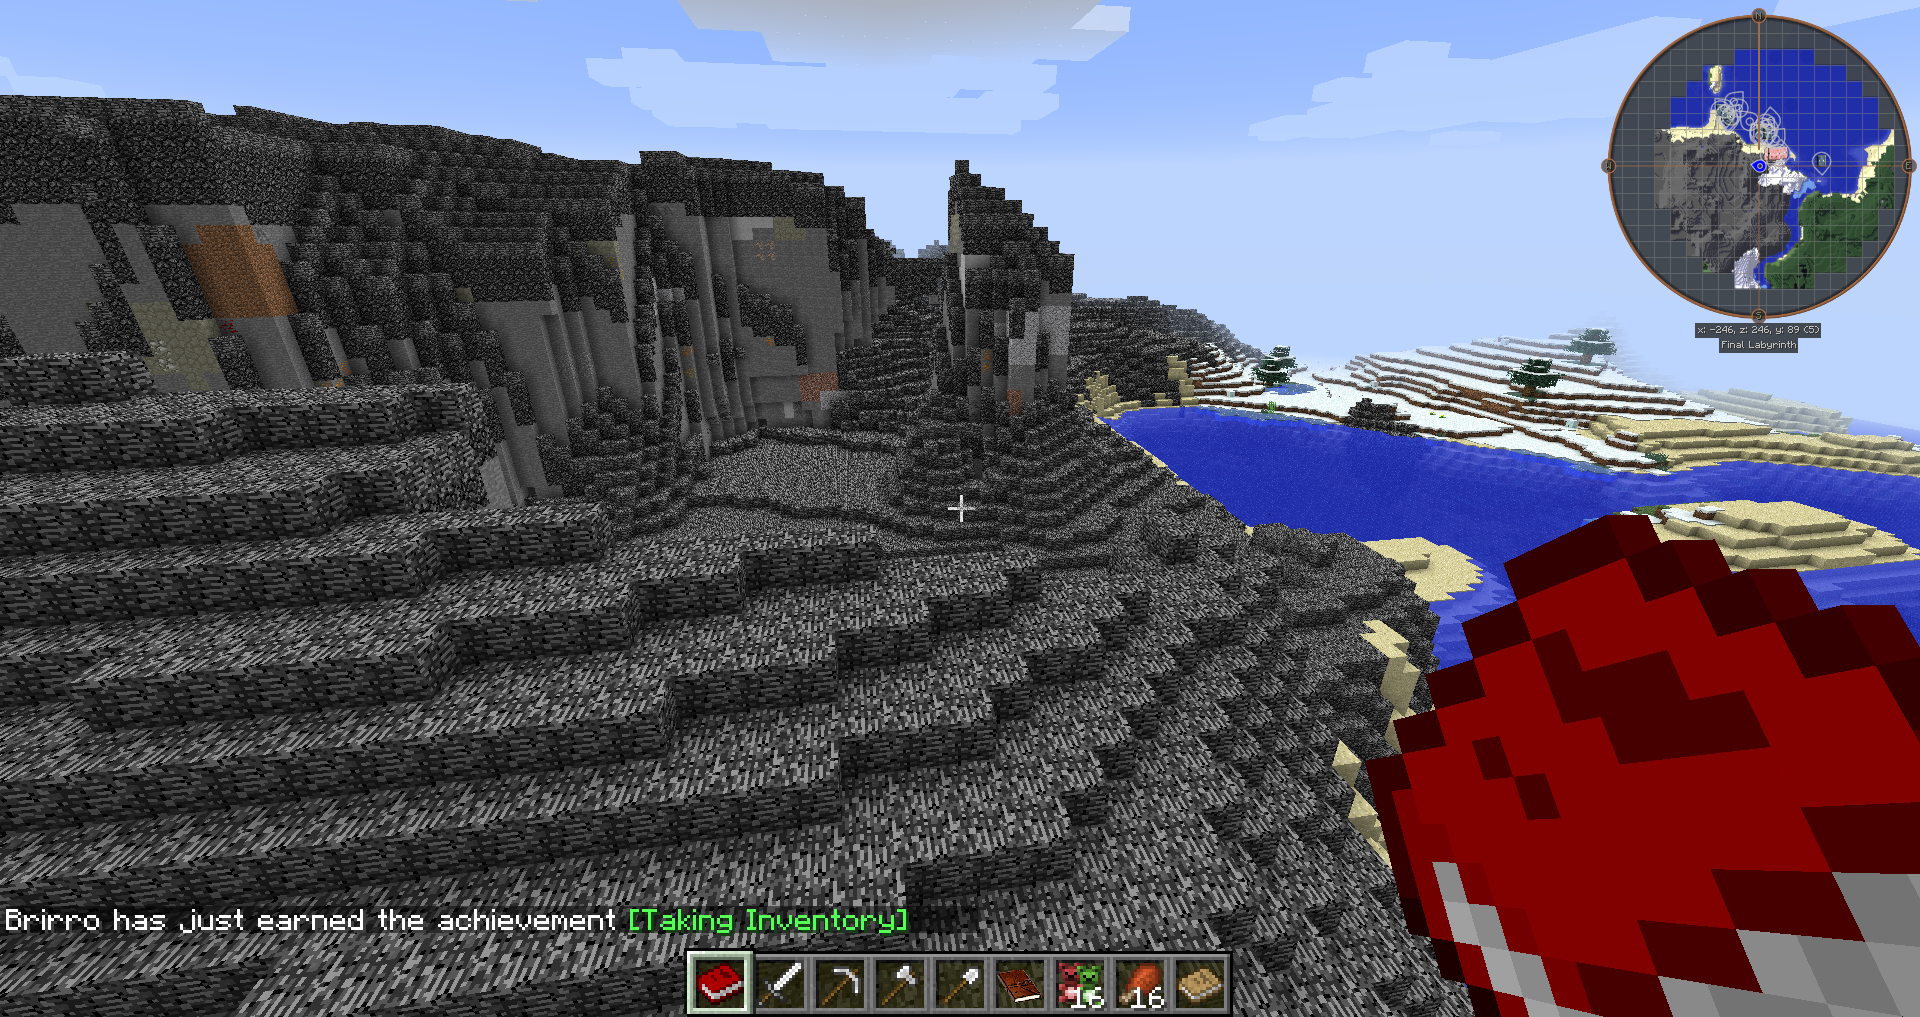 N
W
E
S
x: -246, z: 246, y: 89 (5)
Final Labyrinth
Brirro has just earned the achievement [Taking Inventory]
16
16